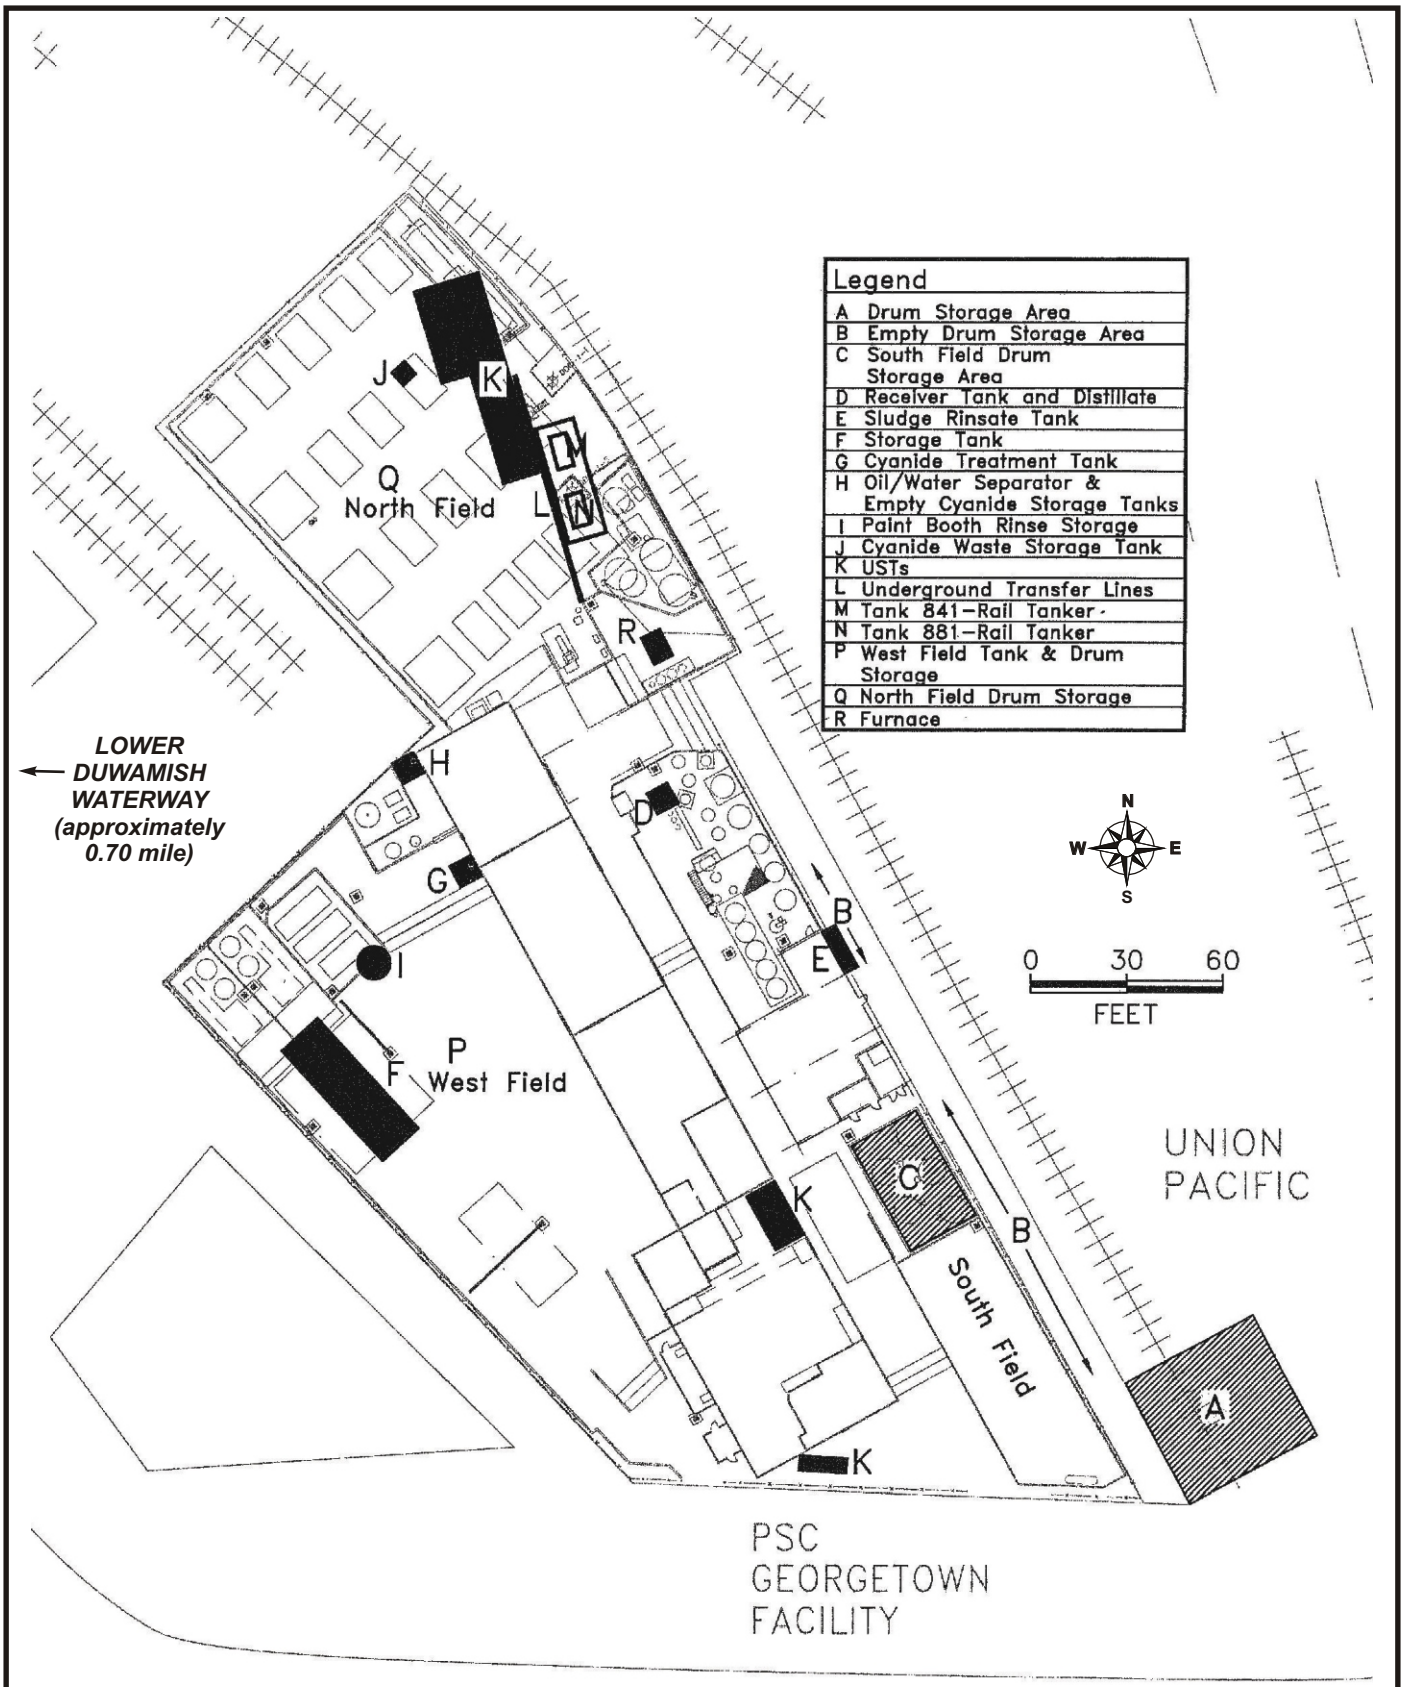 Legend
A Drum Storage Area
B Empty Drum Storage Area
C South Field Drum
Storage Area
D Receiver Tank and Distillate
E Sludge Rinsate Tank
F Storage Tank
G Cyanide Treatment Tank
H Oil/Water Separator &
Empty Cyanide Storage Tanks
I Paint Booth Rinse Storage
J Cyanide Waste Storage Tank
K USTs
L Underground Transfer Lines
M Tank 841-Rail Tanker
N Tank 881-Rail Tanker
P West Field Tank & Drum
Storage
Q North Field Drum Storage
R Furnace
J
K
M
Q
North Field
L
N
R
LOWER
DUWAMISH
WATERWAY
(approximately
0.70 mile)
H
D
G
N
W E
S
B
E
I
0 30 60
FEET
P
F West Field
C
UNION
PACIFIC
K
B
South Field
A
K
PSC
GEORGETOWN
FACILITY